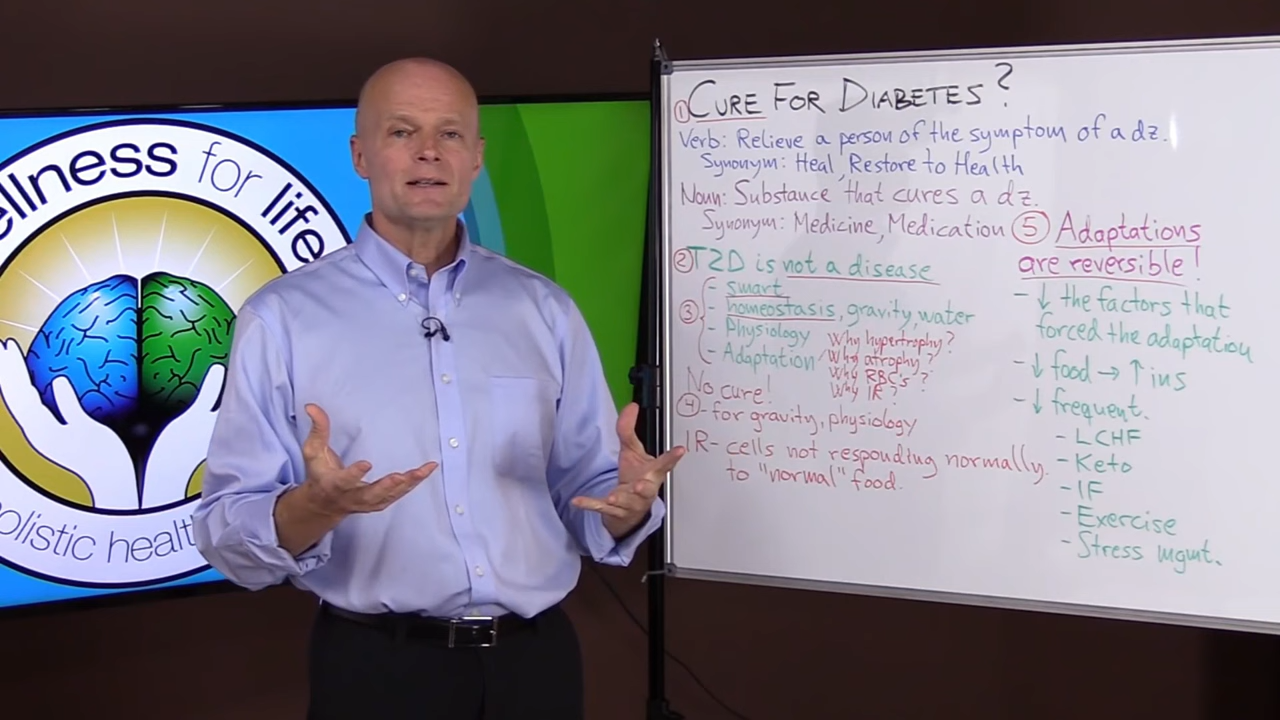 ellness for life
olistic healt
① CURE FOR DIABETES?
Verb: Relieve a person of the symptom of a dz.
Synonym: Heal, Restore to Health
Noun: Substance that cures a dz.
Synonym: Medicine, Medication
② T2D is not a disease
③
- smart
- homeostasis, gravity, water
- Physiology
- Adaptation
Why hypertrophy?
Why atrophy?
Why RBC's?
Why IR?
No cure!
④ - for gravity, physiology
IR - cells not responding normally.
to "normal" food.
⑤ Adaptations
are reversible!
- ↓ the factors that
forced the adaptation
- ↓ food → ↑ ins
- ↓ frequent.
- LCHF
- Keto
- IF
- Exercise
- Stress mgmt.